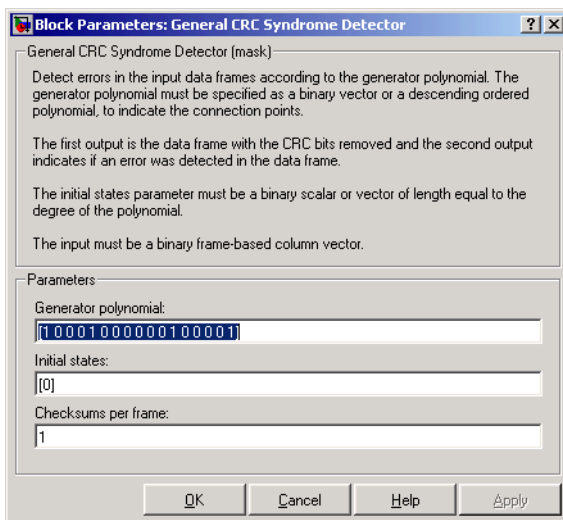 Block Parameters: General CRC Syndrome Detector
General CRC Syndrome Detector (mask)
Detect errors in the input data frames according to the generator polynomial. The
generator polynomial must be specified as a binary vector or a descending ordered
polynomial, to indicate the connection points.
The first output is the data frame with the CRC bits removed and the second output
indicates if an error was detected in the data frame.
The initial states parameter must be a binary scalar or vector of length equal to the
degree of the polynomial.
The input must be a binary frame-based column vector.
Parameters
Generator polynomial:
[1 0 0 0 1 0 0 0 0 0 0 1 0 0 0 0 1]
Initial states:
[0]
Checksums per frame:
1
OK Cancel Help Apply